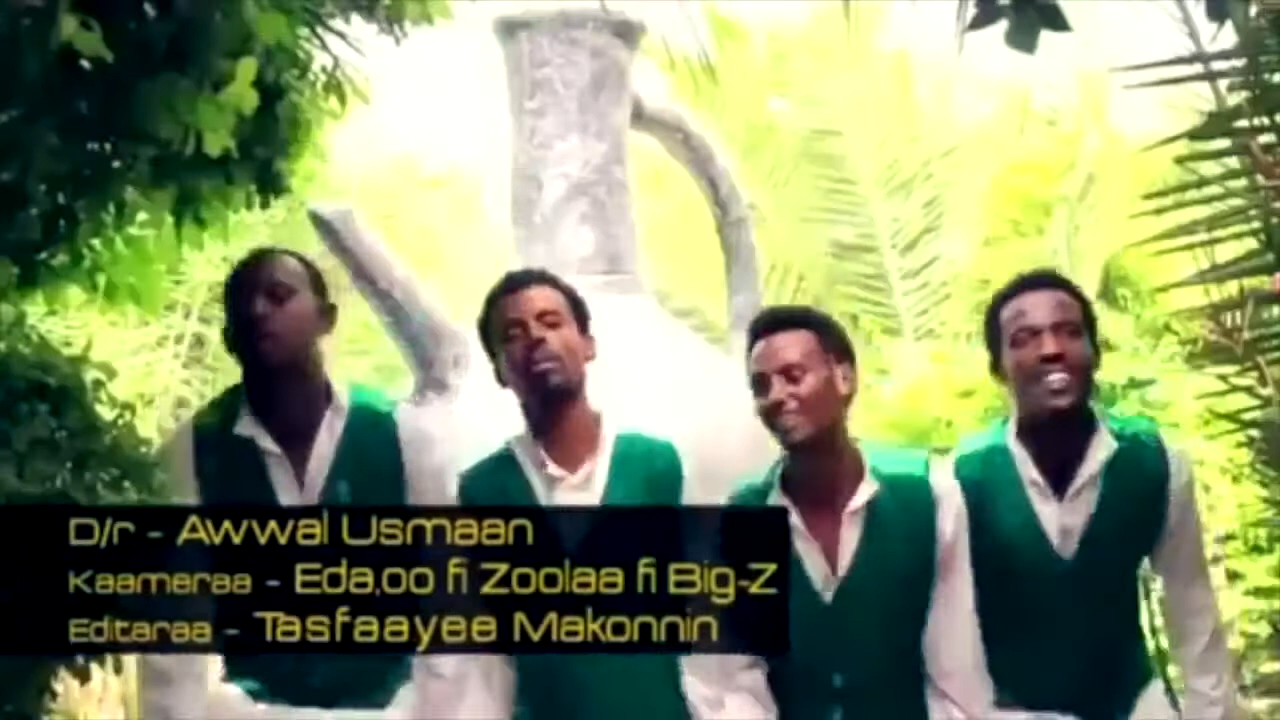 D/r - Awwal Usmaan
Kaameraa - Eda,oo fi Zoolaa fi Big-Z
Editaraa - Tasfaayee Makonnin